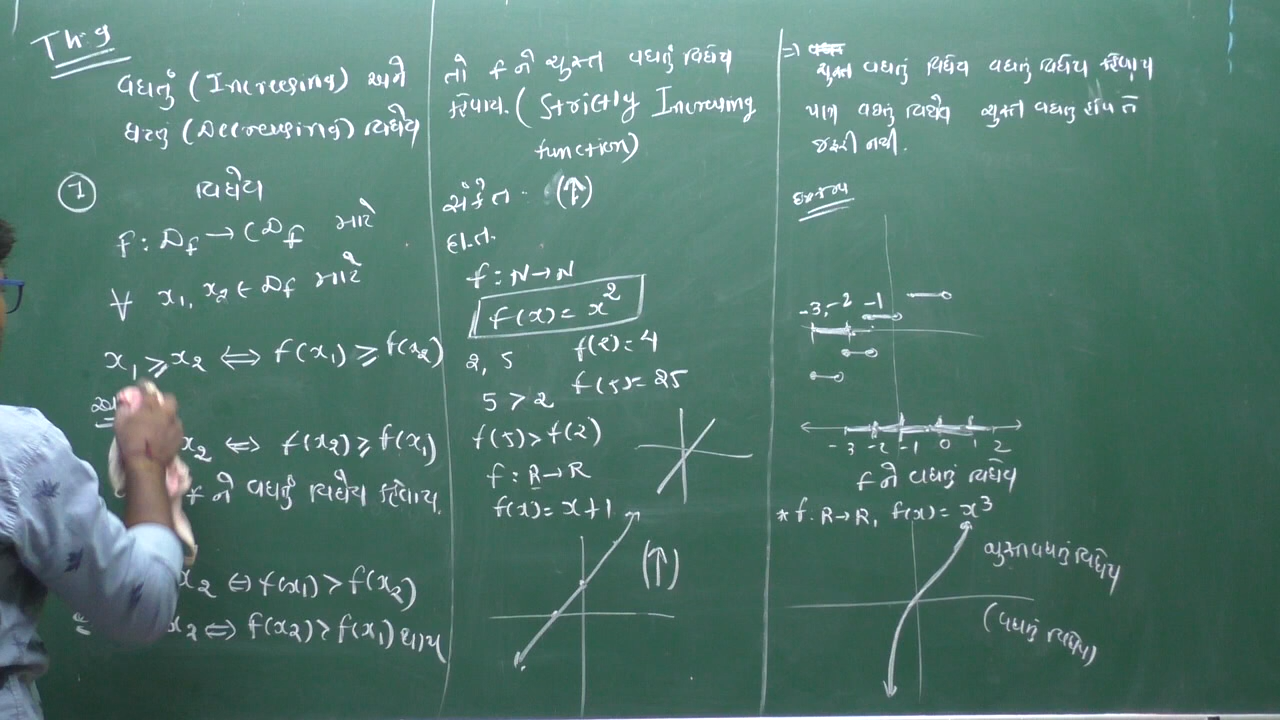 Th. 9
વધતું (Increasing) અને
ઘટતું (Decreasing) વિધેય
1 વિધેય
f : Df → CDf માટે
∀ x₁, x₂ ∈ Df માટે
x₁ ≥ x₂ ⇔ f(x₁) ≥ f(x₂)
x₂ ⇔ f(x₂) ≥ f(x₁)
f ને વધતું વિધેય કહેવાય.
x₂ ⇔ f(x₁) > f(x₂)
x₂ ⇔ f(x₂) > f(x₁) થાય
તો f ને ચુસ્ત વધતું વિધેય
કહેવાય. (Strictly Increasing
function)
સંકેત (↑)
દા.ત.
f : N → N
f(x) = x²
2, 5 f(2) = 4
5 > 2 f(5) = 25
f(5) > f(2)
f : R → R
f(x) = x + 1
(↑)
⇒ ચુસ્ત વધતું વિધેય વધતું વિધેય કહેવાય
પણ વધતું વિધેય ચુસ્ત વધતું હોય તે
જરૂરી નથી.
-3, -2 -1
-3 -2 -1 0 1 2
f ને વધતું વિધેય
* f. R → R, f(x) = x³
ચુસ્ત વધતું વિધેય
(વધતું વિધેય)